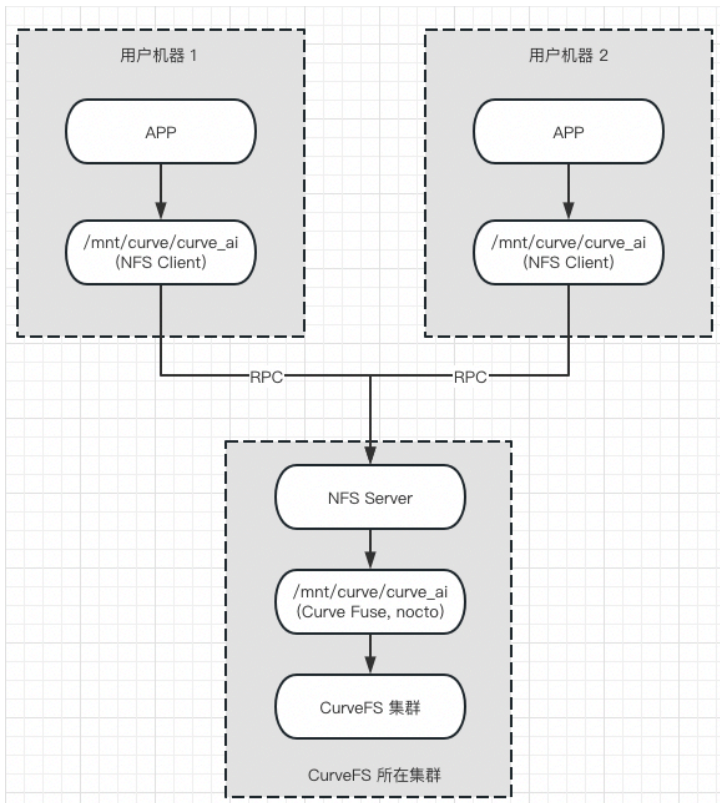 用户机器 1
APP
/mnt/curve/curve_ai
(NFS Client)
用户机器 2
APP
/mnt/curve/curve_ai
(NFS Client)
RPC
RPC
NFS Server
/mnt/curve/curve_ai
(Curve Fuse, nocto)
CurveFS 集群
CurveFS 所在集群